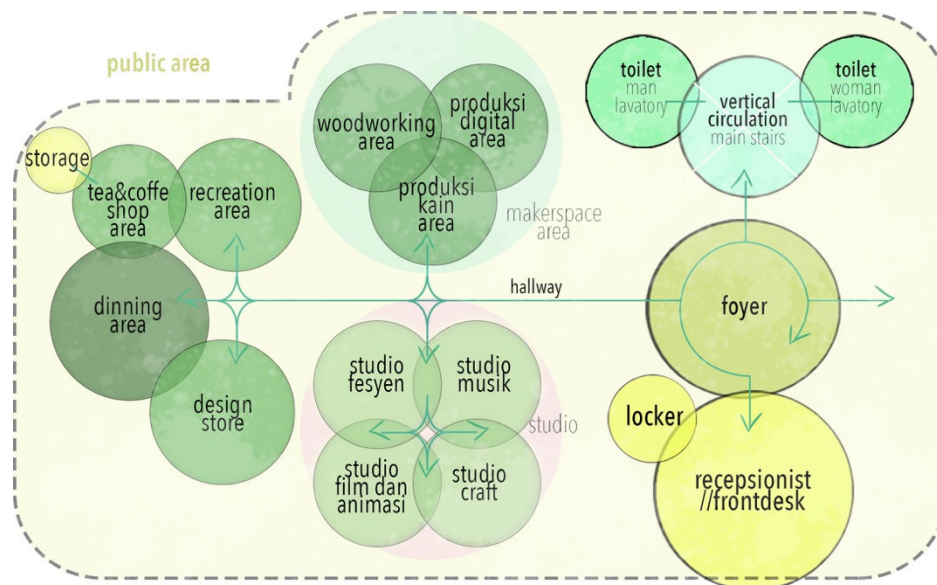 public area
storage
tea&coffe
shop
area
recreation
area
dinning
area
design
store
woodworking
area
produksi
digital
area
produksi
kain
area
makerspace
area
hallway
studio
fesyen
studio
musik
studio
film dan
animasi
studio
craft
studio
toilet
man
lavatory
vertical
circulation
main stairs
toilet
woman
lavatory
foyer
locker
recepsionist
//frontdesk